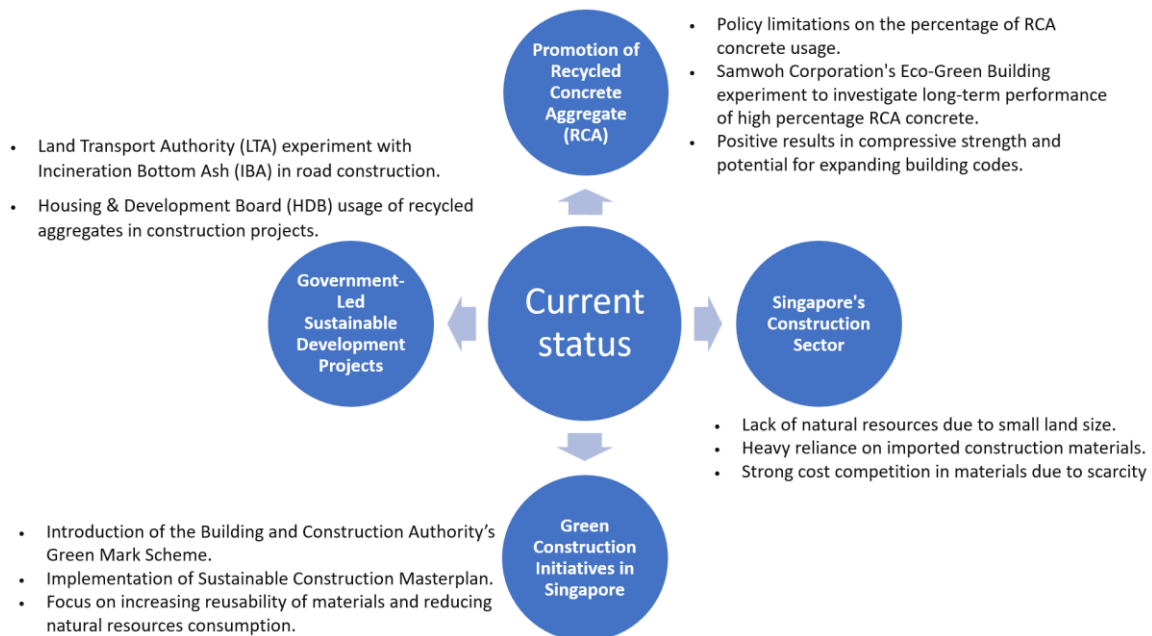 Promotion of
Recycled
Concrete
Aggregate
(RCA)
• Policy limitations on the percentage of RCA
concrete usage.
• Samwoh Corporation's Eco-Green Building
experiment to investigate long-term performance
of high percentage RCA concrete.
• Positive results in compressive strength and
potential for expanding building codes.
• Land Transport Authority (LTA) experiment with
Incineration Bottom Ash (IBA) in road construction.
• Housing & Development Board (HDB) usage of recycled
aggregates in construction projects.
Government-
Led
Sustainable
Development
Projects
Current
status
Singapore's
Construction
Sector
• Lack of natural resources due to small land size.
• Heavy reliance on imported construction materials.
• Strong cost competition in materials due to scarcity
• Introduction of the Building and Construction Authority’s
Green Mark Scheme.
• Implementation of Sustainable Construction Masterplan.
• Focus on increasing reusability of materials and reducing
natural resources consumption.
Green
Construction
Initiatives in
Singapore